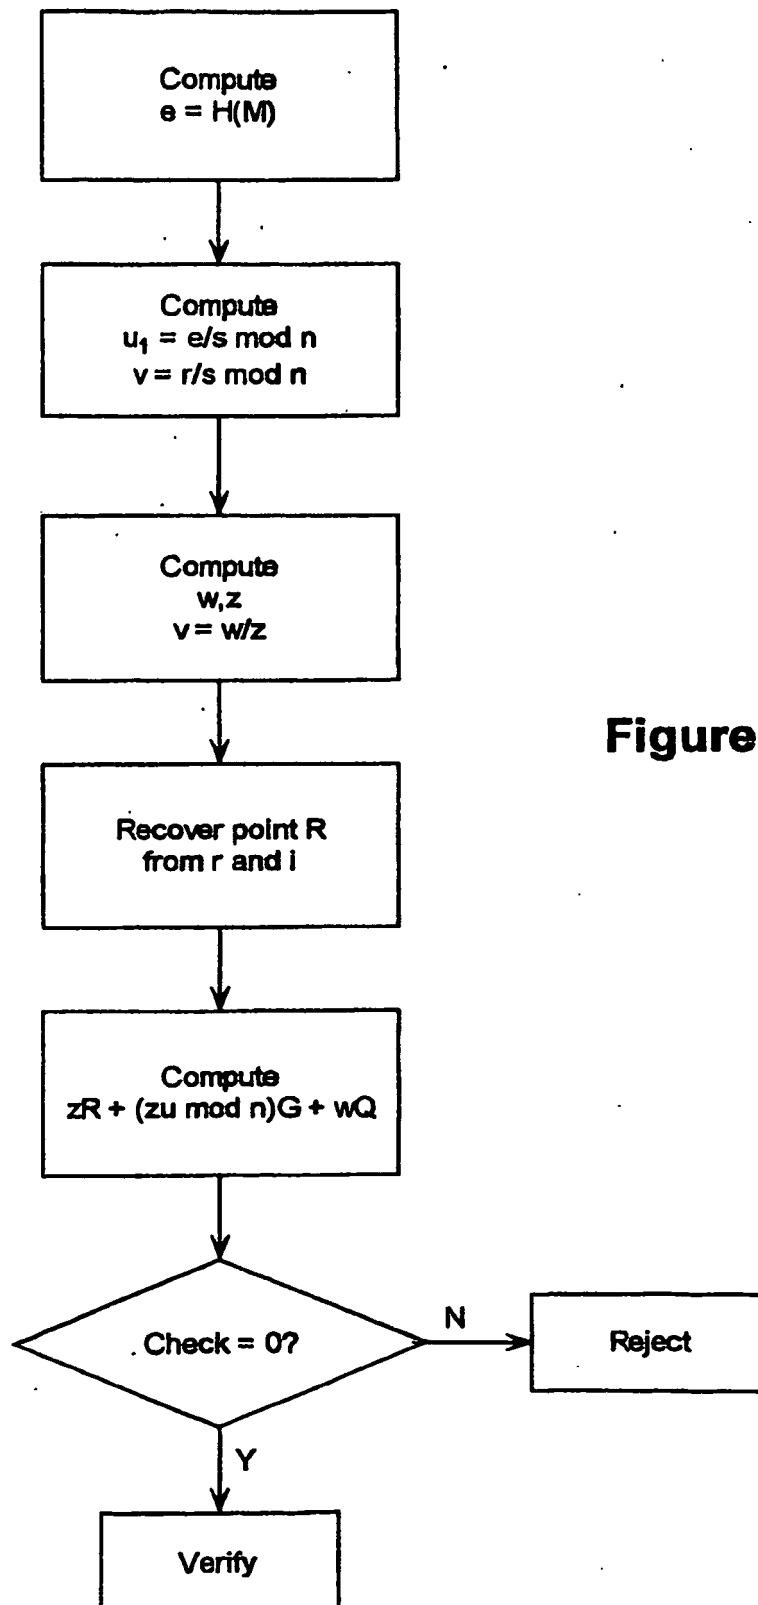 Compute
e = H(M)
Compute
u₁ = e/s mod n
v = r/s mod n
Compute
w,z
v = w/z
Recover point R
from r and i
Figure
Compute
zR + (zu mod n)G + wQ
Check = 0?
N
Reject
Y
Verify